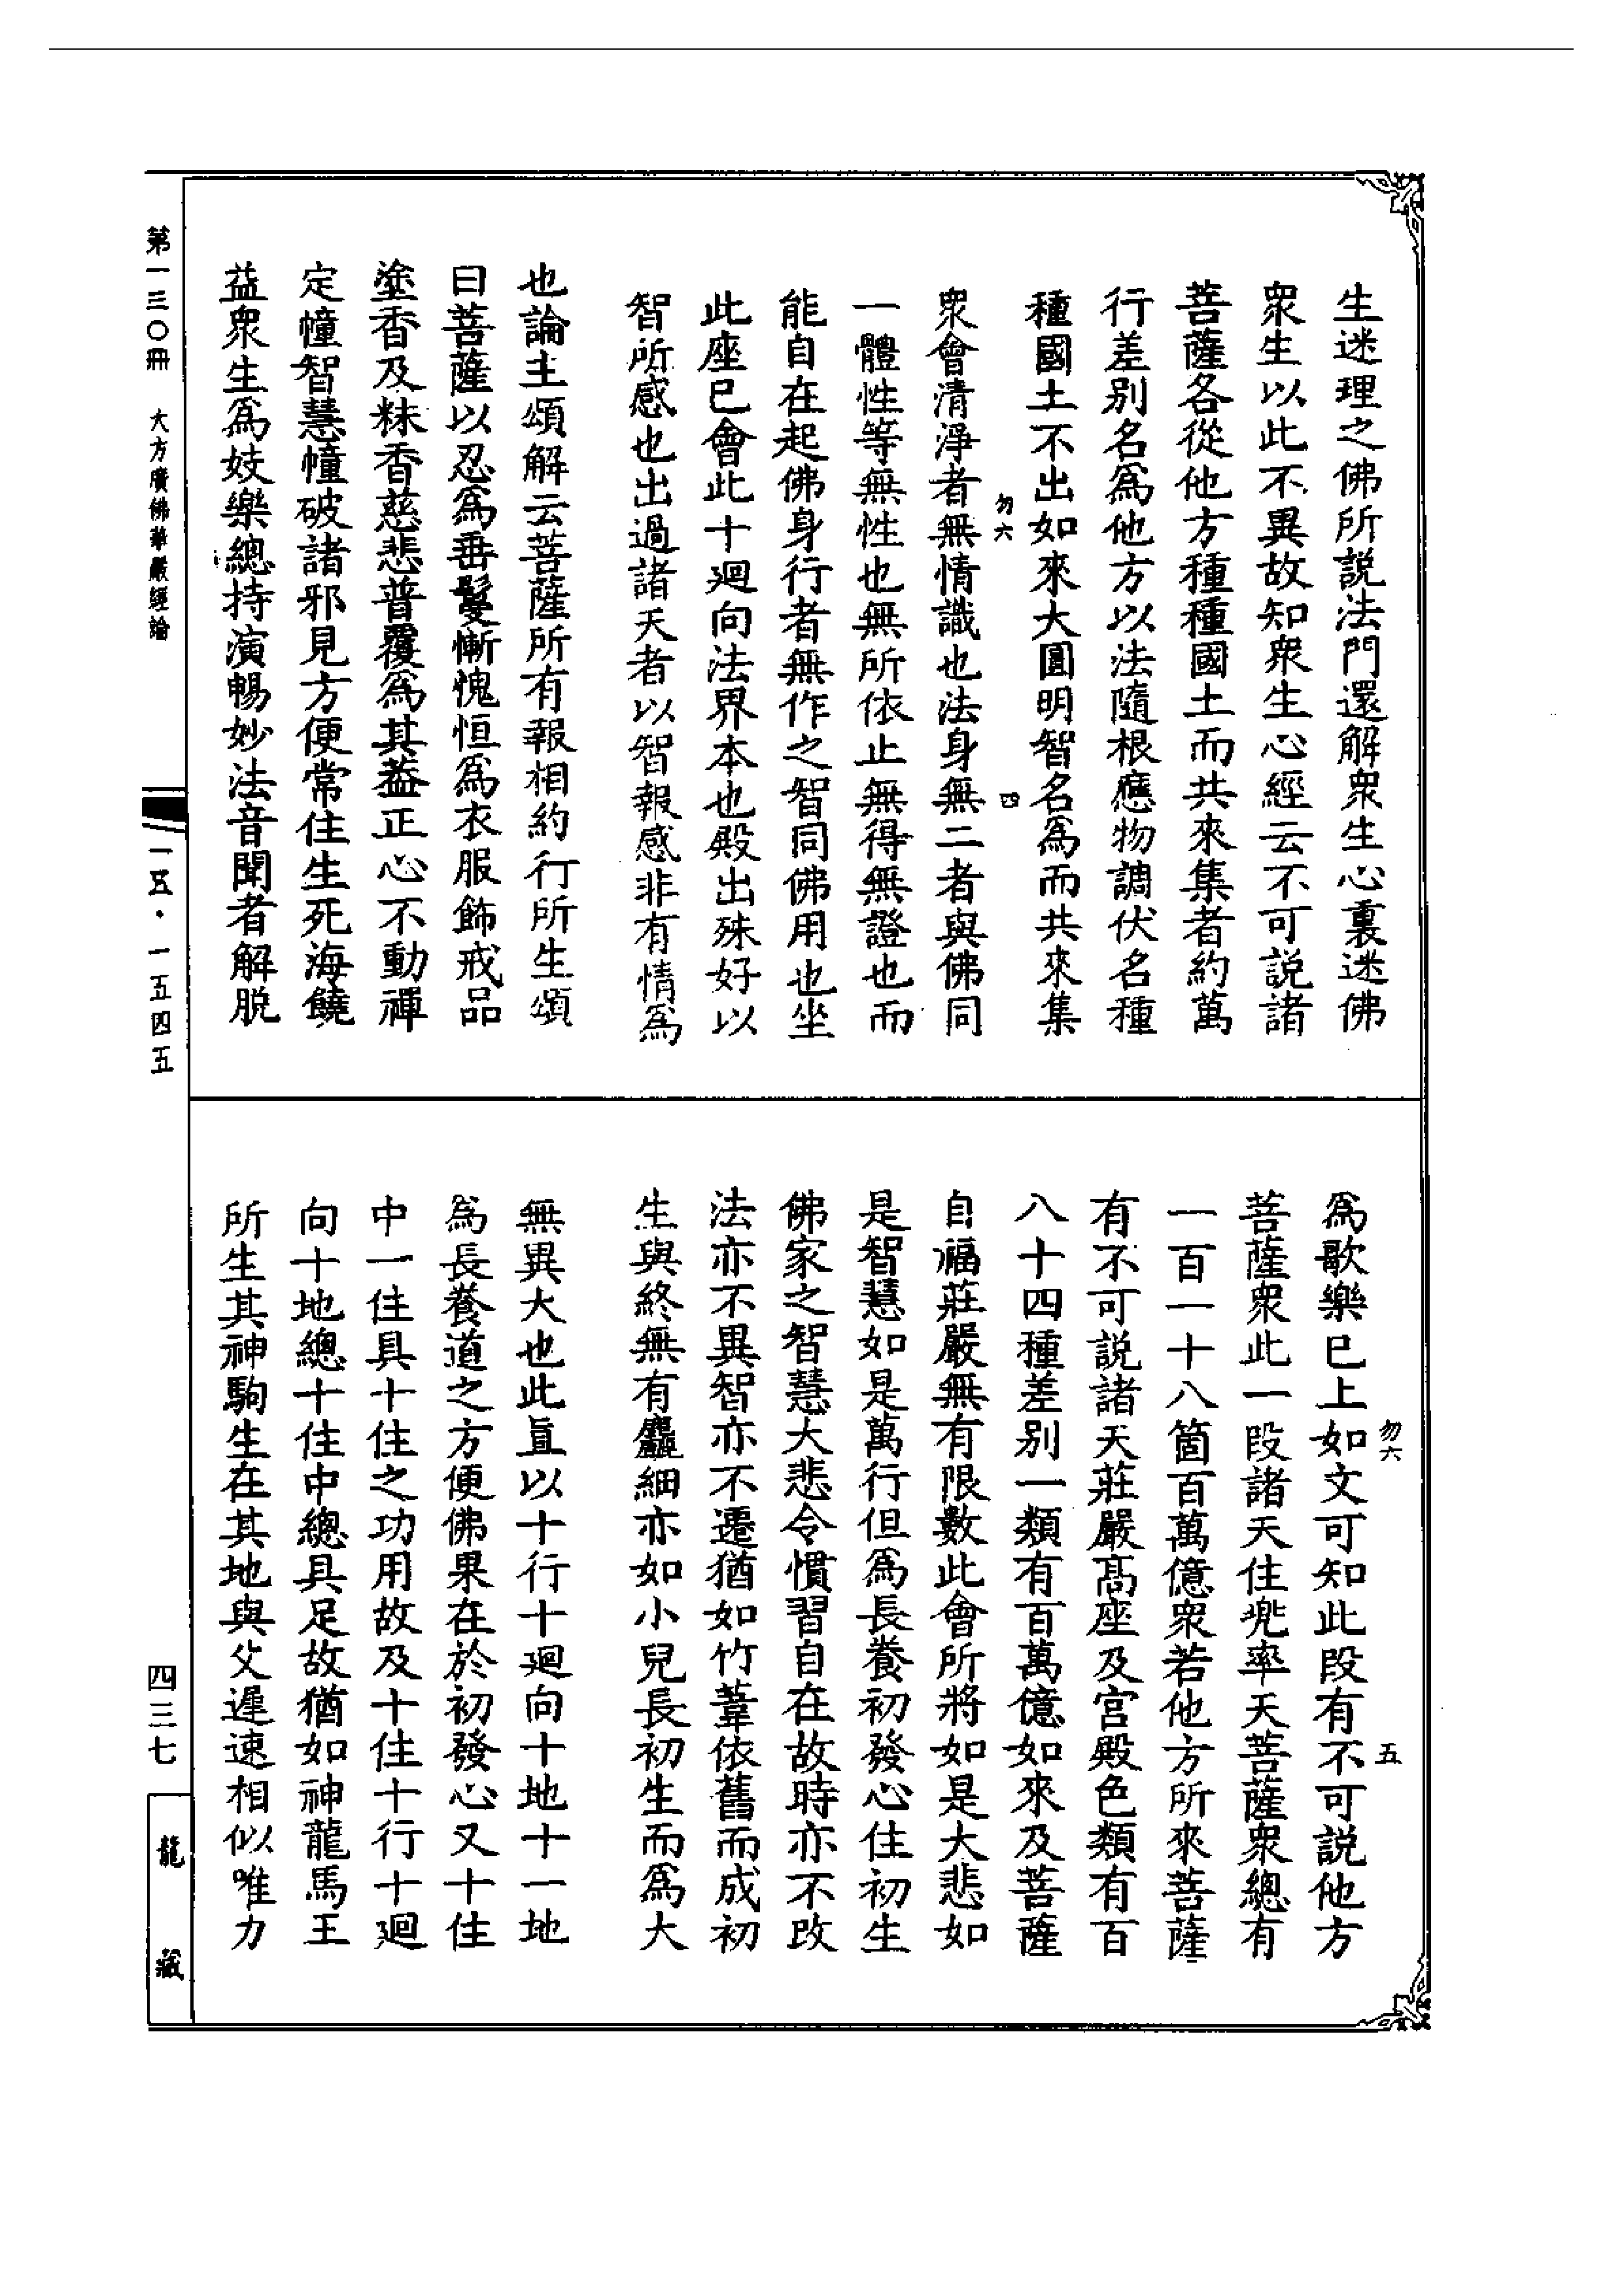 生迷理之佛所説法門還解衆生心裏迷佛
衆生以此不異故知衆生心經云不可説諸
菩薩各從他方種種國土而共來集者約萬
行差别名爲他方以法隨根應物調伏名種
種國土不出如來大圓明智名爲而共來集
勿六
四
衆會清淨者無情識也法身無二者與佛同
一體性等無性也無所依止無得無證也而
能自在起佛身行者無作之智同佛用也坐
此座巳會此十廻向法界本也殿出殊好以
智所感也出過諸天者以智報感非有情爲
也論主頌解云菩薩所有報相約行所生頌
曰菩薩以忍爲垂鬘慚愧恒爲衣服飾戒品
塗香及粖香慈悲普覆爲其葢正心不動禪
定幢智慧幢破諸邪見方便常住生死海饒
益衆生爲妓樂總持演暢妙法音聞者解脱
勿六
五
爲歌樂巳上如文可知此段有不可説他方
菩薩衆此一段諸天住兠率天菩薩衆總有
一百一十八箇百萬億衆若他方所來菩薩
有不可説諸天莊嚴髙座及宫殿色類有百
八十四種差别一類有百萬億如來及菩薩
自福莊嚴無有限數此會所將如是大悲如
是智慧如是萬行但爲長養初發心住初生
佛家之智慧大悲令慣習自在故時亦不改
法亦不異智亦不遷猶如竹葦依舊而成初
生與終無有麤細亦如小兒長初生而爲大
無異大也此直以十行十廻向十地十一地
爲長養道之方便佛果在於初發心又十住
中一住具十住之功用故及十住十行十廻
向十地總十住中總具足故猶如神龍馬王
所生其神駒生在其地與父遲速相似唯力
第一三〇冊 大方廣佛華嚴經論
一五·一五四五
四三七
龍藏